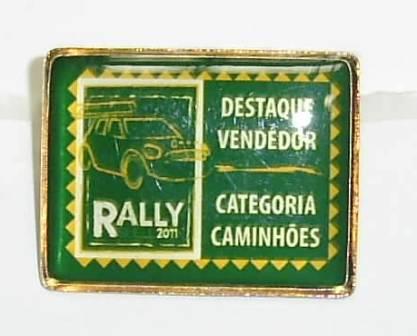 RALLY
2011
DESTAQUE
VENDEDOR
CATEGORIA
CAMINHÕES